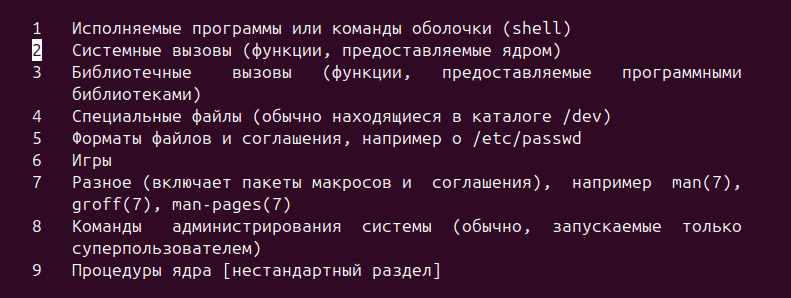 1 Исполняемые программы или команды оболочки (shell)
2 Системные вызовы (функции, предоставляемые ядром)
3 Библиотечные вызовы (функции, предоставляемые программными
библиотеками)
4 Специальные файлы (обычно находящиеся в каталоге /dev)
5 Форматы файлов и соглашения, например о /etc/passwd
6 Игры
7 Разное (включает пакеты макросов и соглашения), например man(7),
groff(7), man-pages(7)
8 Команды администрирования системы (обычно, запускаемые только
суперпользователем)
9 Процедуры ядра [нестандартный раздел]